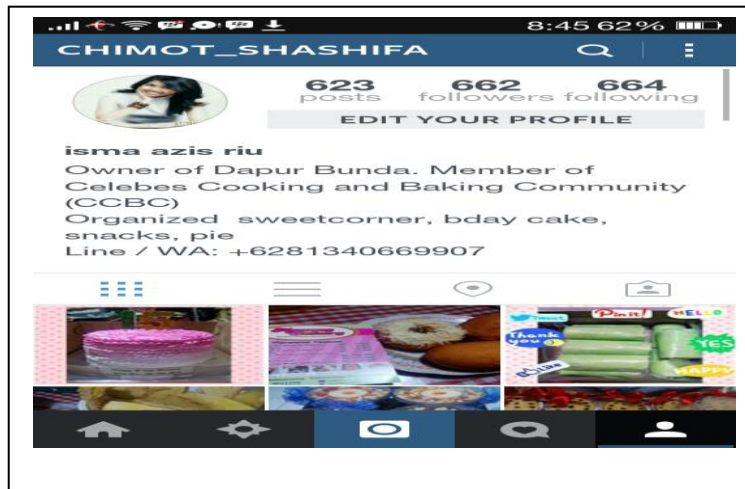 8:45 62%
CHIMOT_SHASHIFA
623 662 664
posts followers following
EDIT YOUR PROFILE
isma azis riu
Owner of Dapur Bunda. Member of
Celebes Cooking and Baking Community
(CCBC)
Organized sweetcorner, bday cake,
snacks, pie
Line / WA: +6281340669907
Tweet
Pin it!
HELLO
Thank
you
YES
Like
HAPPY